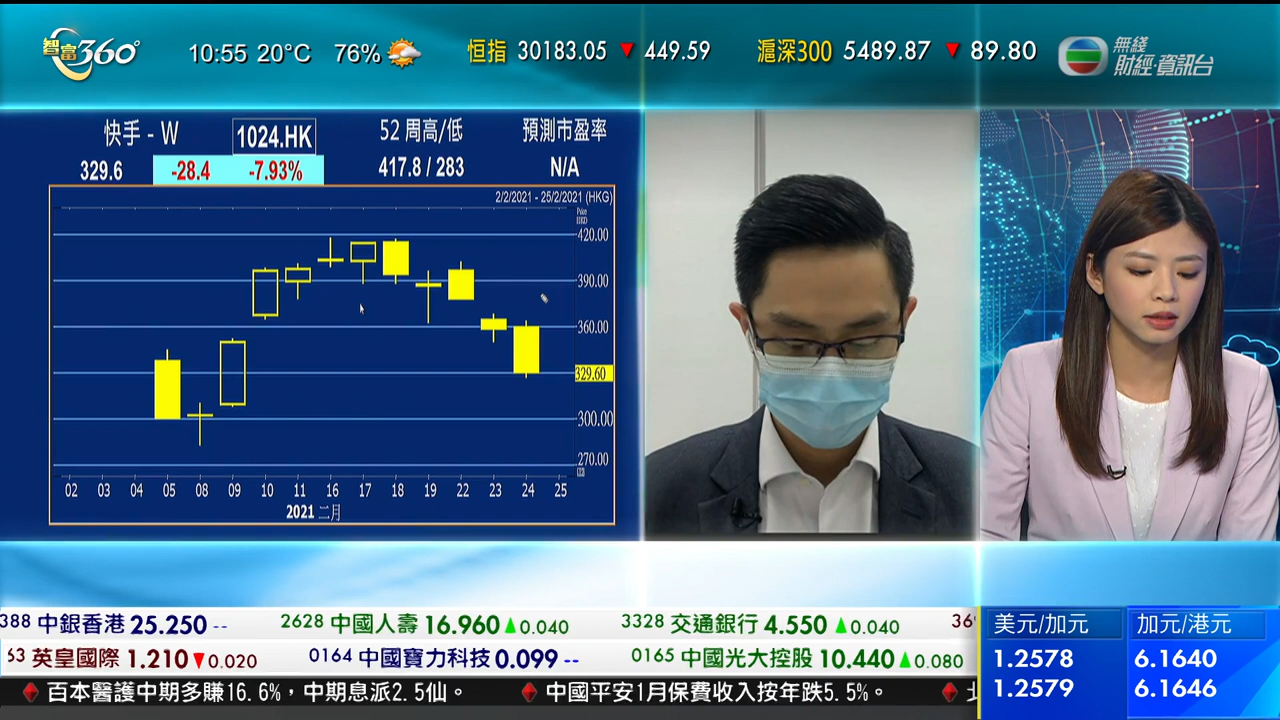 智富360°
10:55 20°C 76% 恒指 30183.05 ▼ 449.59 滬深300 5489.87 ▼ 89.80
無綫
財經·資訊台
快手 - W 1024.HK 52 周高/低 預測市盈率
329.6 -28.4 -7.93% 417.8 / 283 N/A
2/2/2021 - 25/2/2021 (HKG)
Price
HKD
420.00
390.00
360.00
329.60
300.00
270.00
02 03 04 05 08 09 10 11 16 17 18 19 22 23 24 25
2021 二月
388 中銀香港 25.250 -- 2628 中國人壽 16.960 ▲ 0.040 3328 交通銀行 4.550 ▲ 0.040 36
63 英皇國際 1.210 ▼ 0.020 0164 中國寶力科技 0.099 -- 0165 中國光大控股 10.440 ▲ 0.080
百本醫護中期多賺16.6%，中期息派2.5仙。 中國平安1月保費收入按年跌5.5%。
美元/加元 加元/港元
1.2578 6.1640
1.2579 6.1646